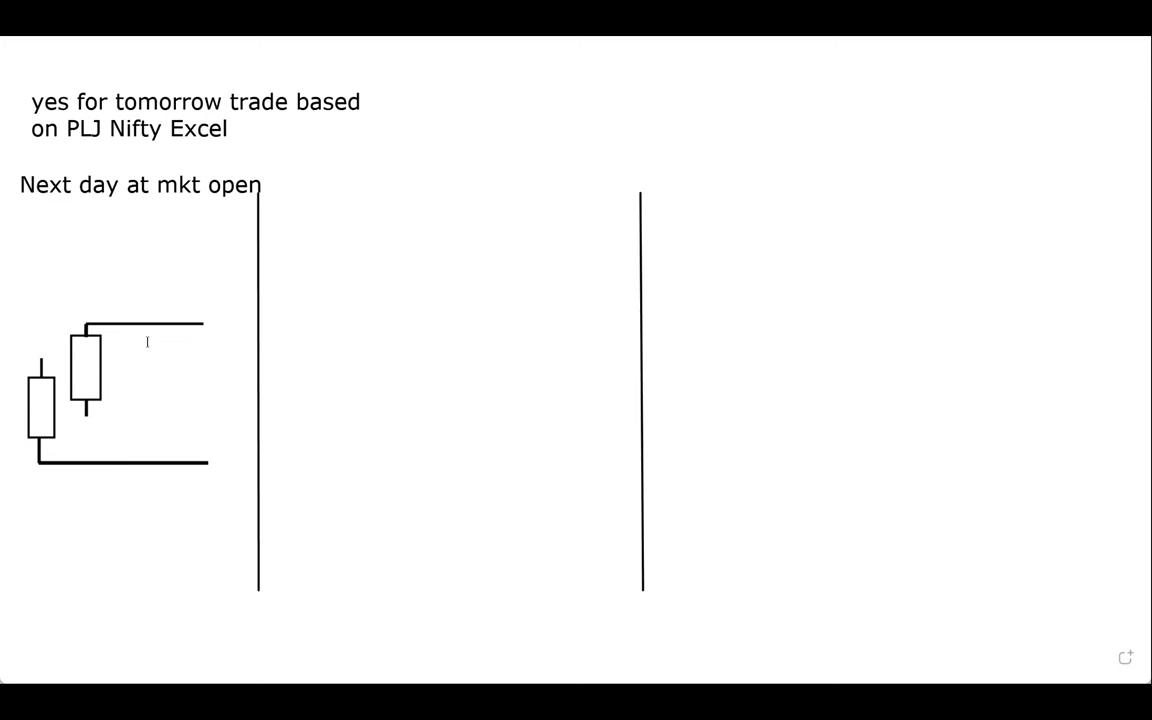 yes for tomorrow trade based
on PLJ Nifty Excel
Next day at mkt open